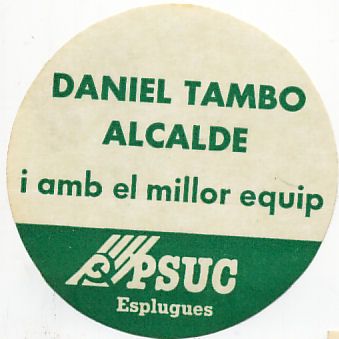 DANIEL TAMBO
ALCALDE
i amb el millor equip
PSUC
Esplugues